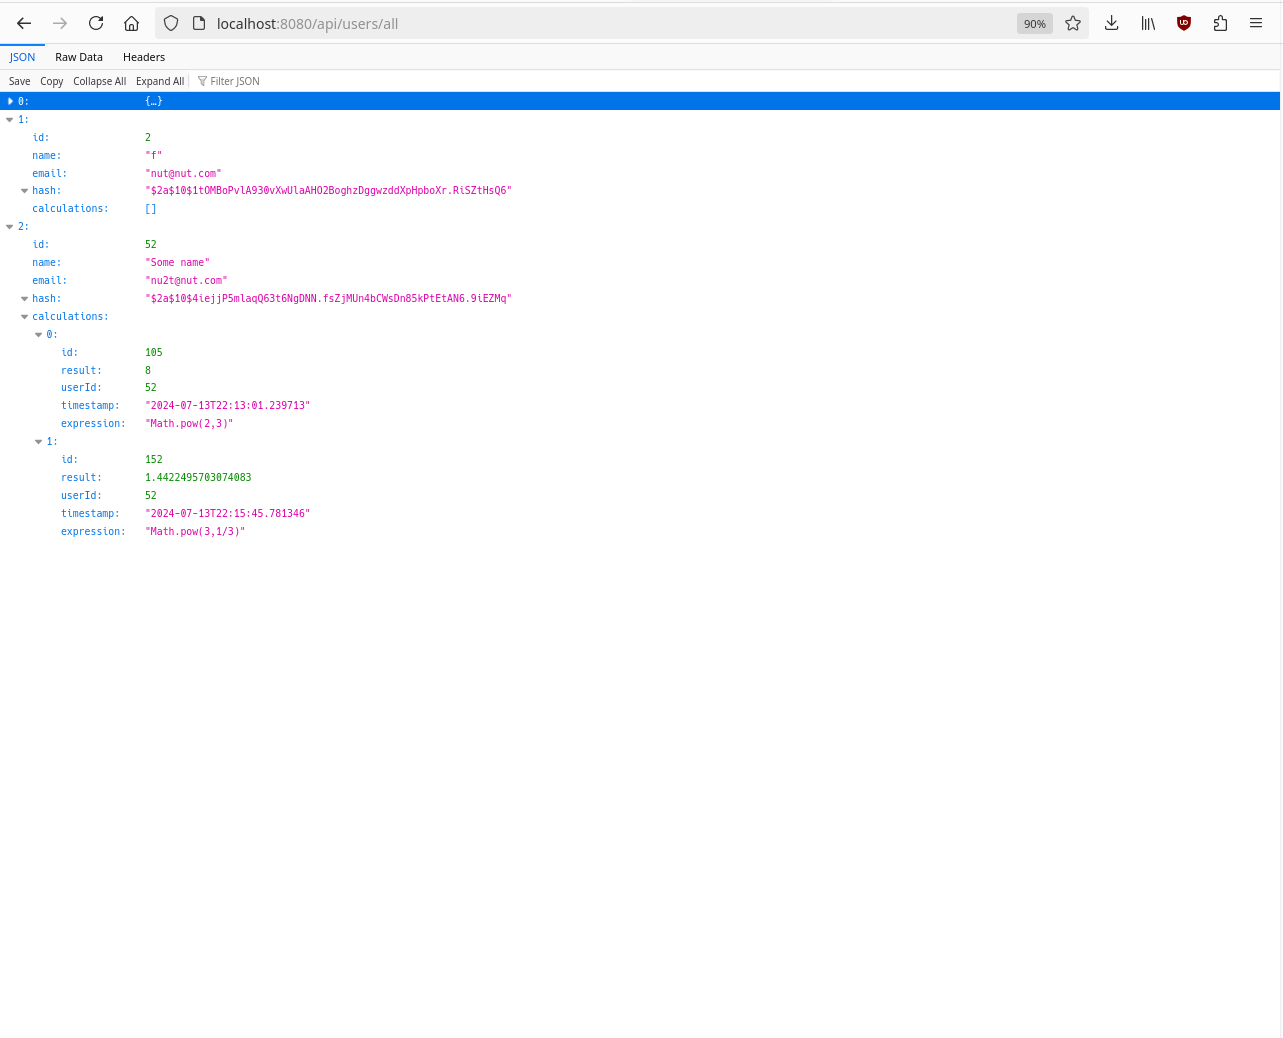 localhost:8080/api/users/all 90%
JSON Raw Data Headers
Save Copy Collapse All Expand All Filter JSON
0: {…}
1:
id: 2
name: "f"
email: "nut@nut.com"
hash: "$2a$10$1tOMBoPvlA930vXwUlaAHO2BoghzDggwzddXpHpboXr.RiSZtHsQ6"
calculations: []
2:
id: 52
name: "Some name"
email: "nu2t@nut.com"
hash: "$2a$10$4iejjP5mlaqQ63t6NgDNN.fsZjMUn4bCWsDn85kPtEtAN6.9iEZMq"
calculations:
0:
id: 105
result: 8
userId: 52
timestamp: "2024-07-13T22:13:01.239713"
expression: "Math.pow(2,3)"
1:
id: 152
result: 1.4422495703074083
userId: 52
timestamp: "2024-07-13T22:15:45.781346"
expression: "Math.pow(3,1/3)"